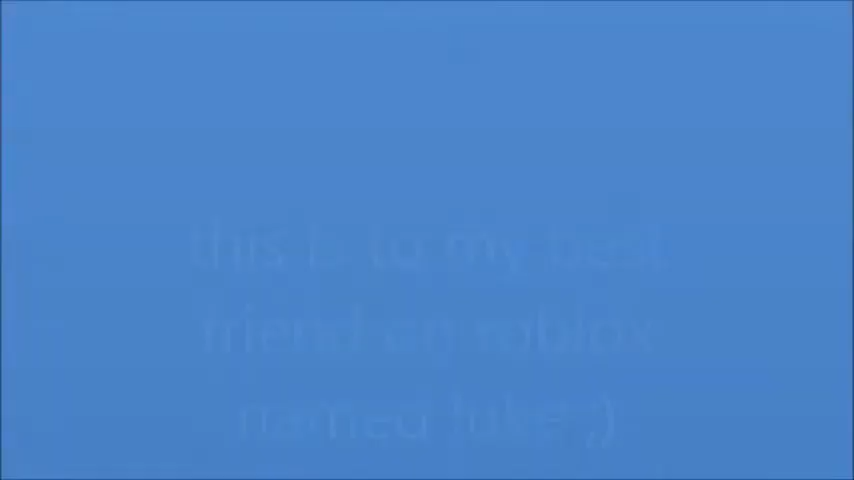 this is to my best
friend on roblox
named luke ;)